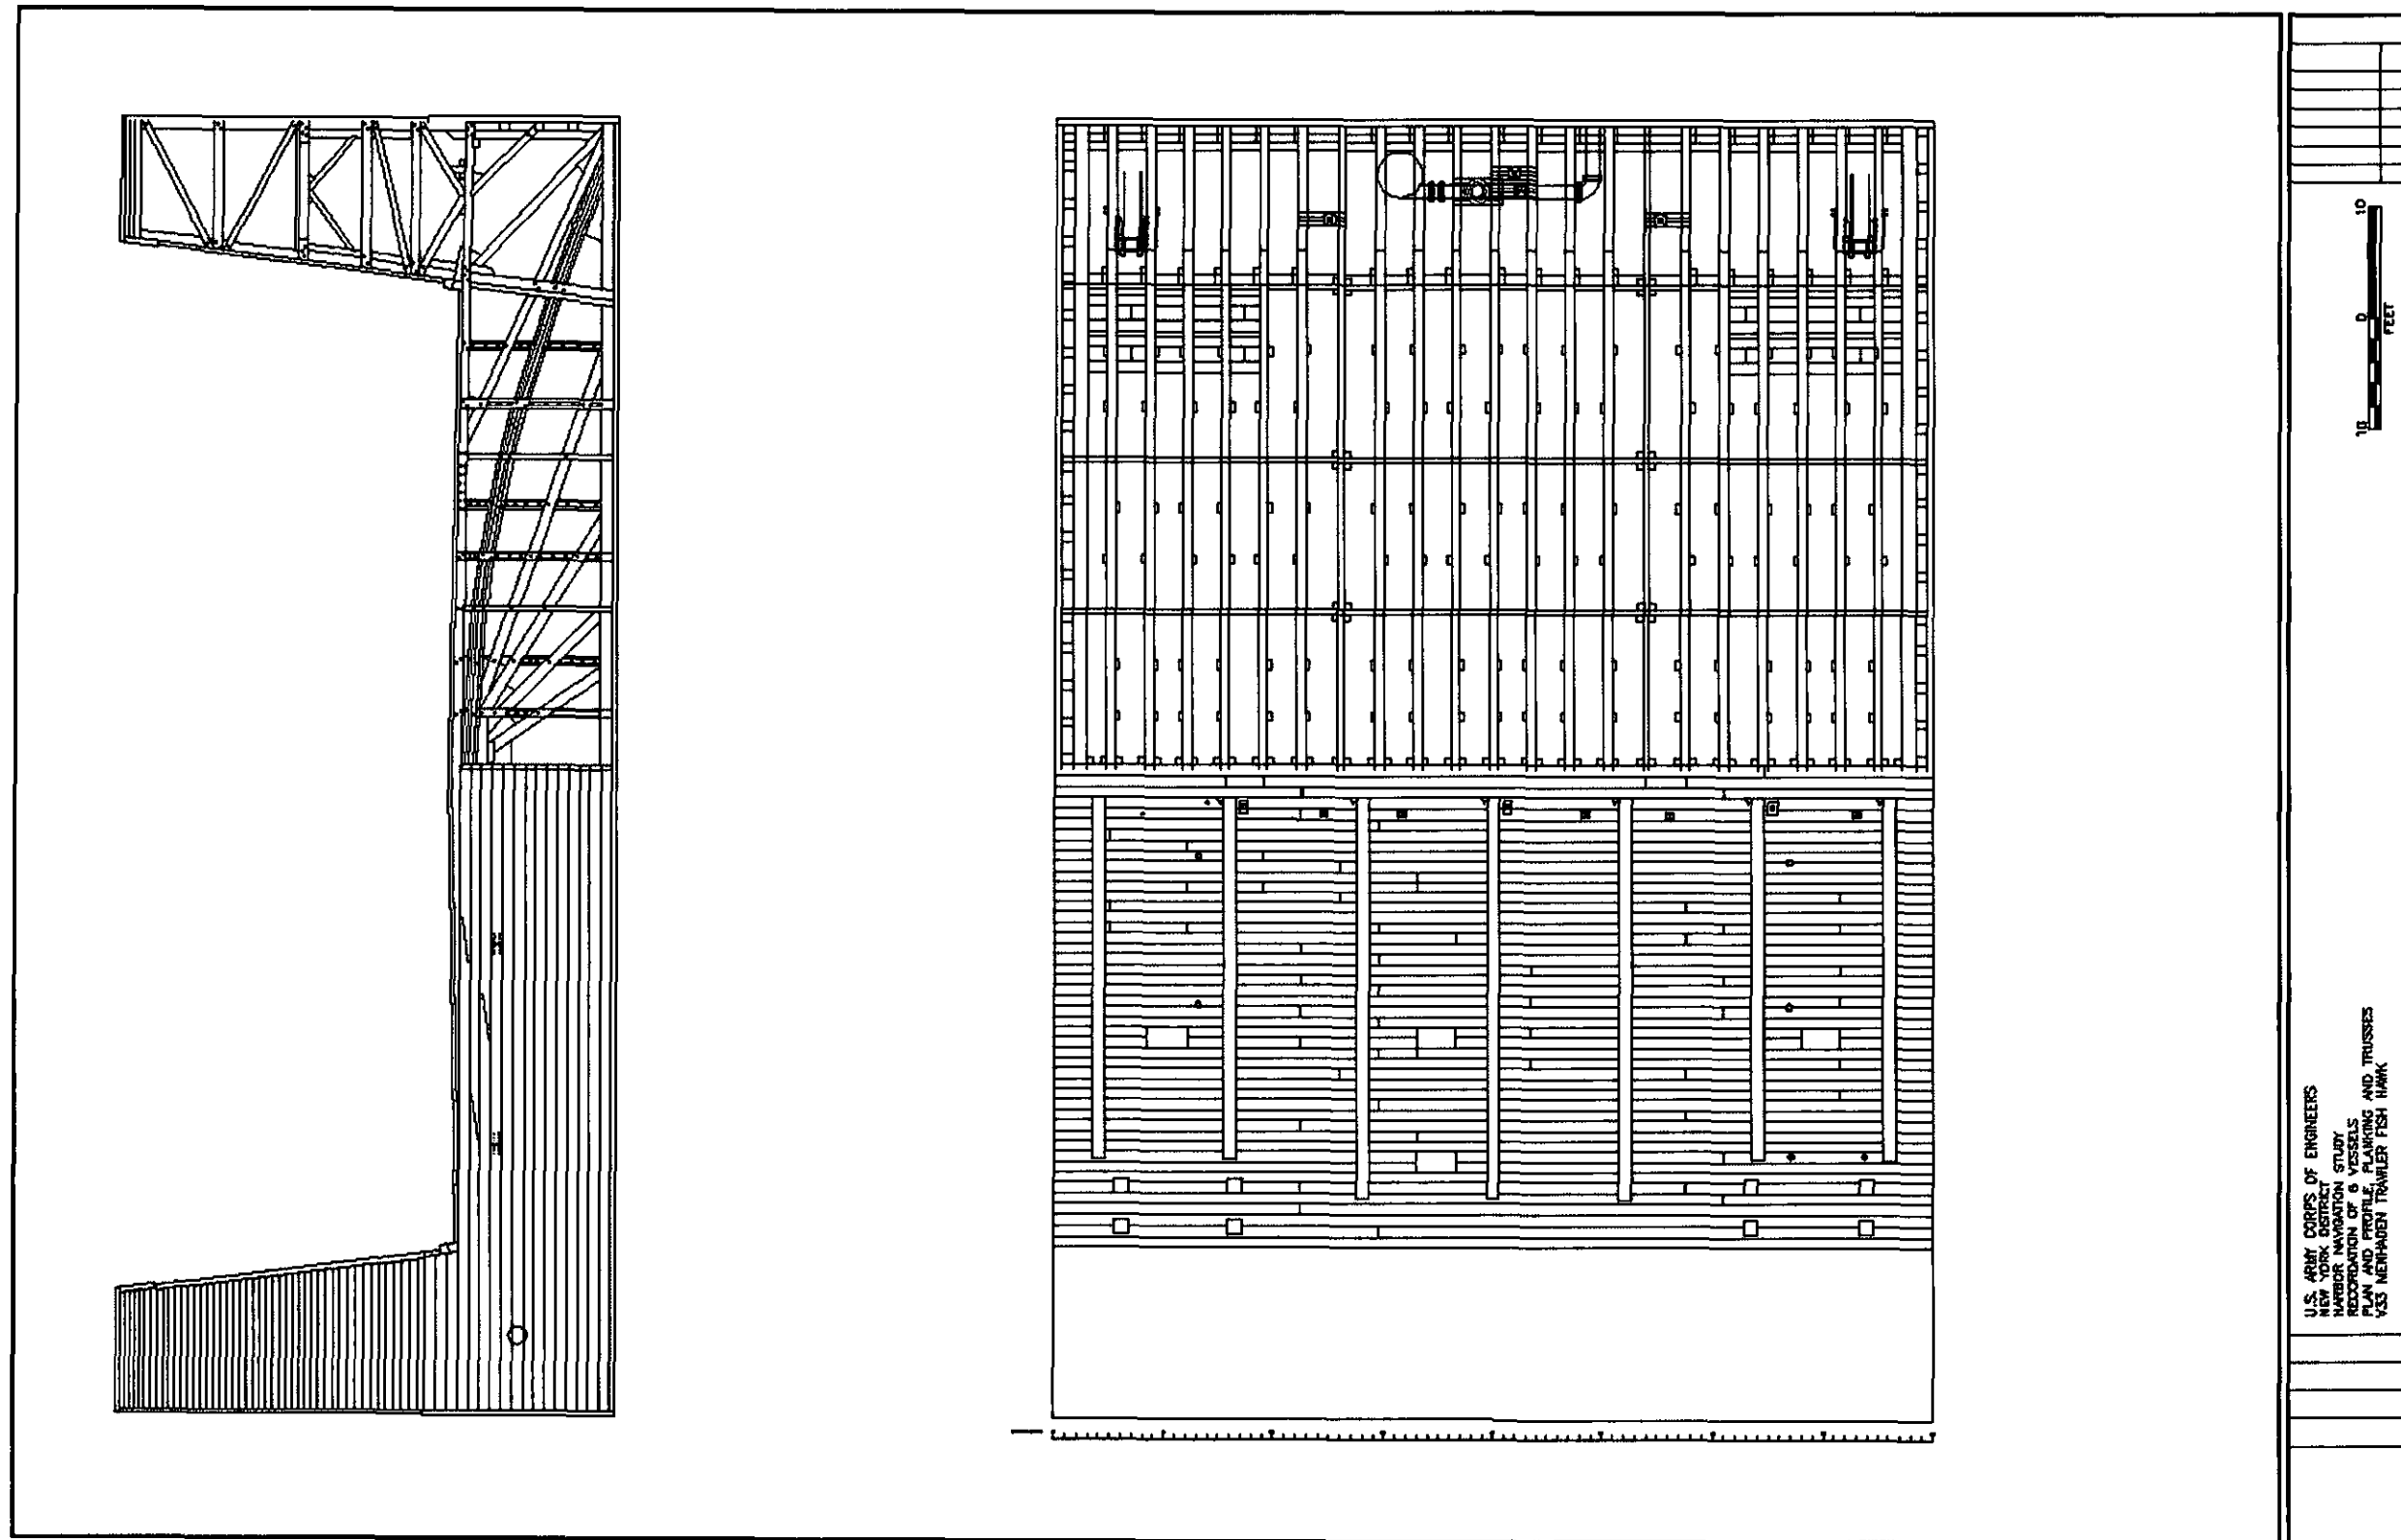 U.S. ARMY CORPS OF ENGINEERS
NEW YORK DISTRICT
HARBOR NAVIGATION STUDY
RECORDATION OF 6 VESSELS
PLAN AND PROFILE, PLANKING AND TRUSSES
V33 MENHADEN TRAWLER FISH HAWK
10 0 10
FEET